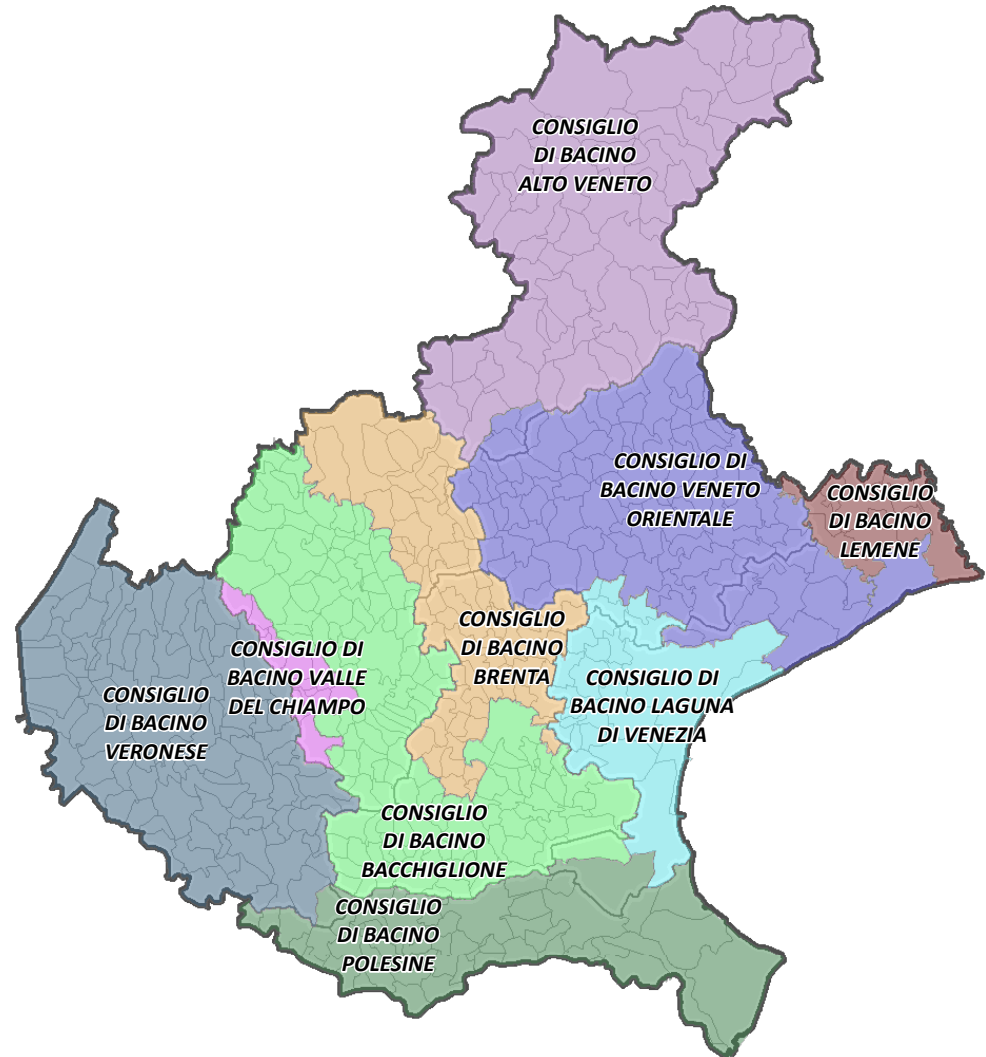 CONSIGLIO
DI BACINO
ALTO VENETO
CONSIGLIO DI
BACINO VENETO
ORIENTALE
CONSIGLIO
DI BACINO
LEMENE
CONSIGLIO
DI BACINO
BRENTA
CONSIGLIO DI
BACINO VALLE
DEL CHIAMPO
CONSIGLIO DI
BACINO LAGUNA
DI VENEZIA
CONSIGLIO
DI BACINO
VERONESE
CONSIGLIO
DI BACINO
BACCHIGLIONE
CONSIGLIO
DI BACINO
POLESINE